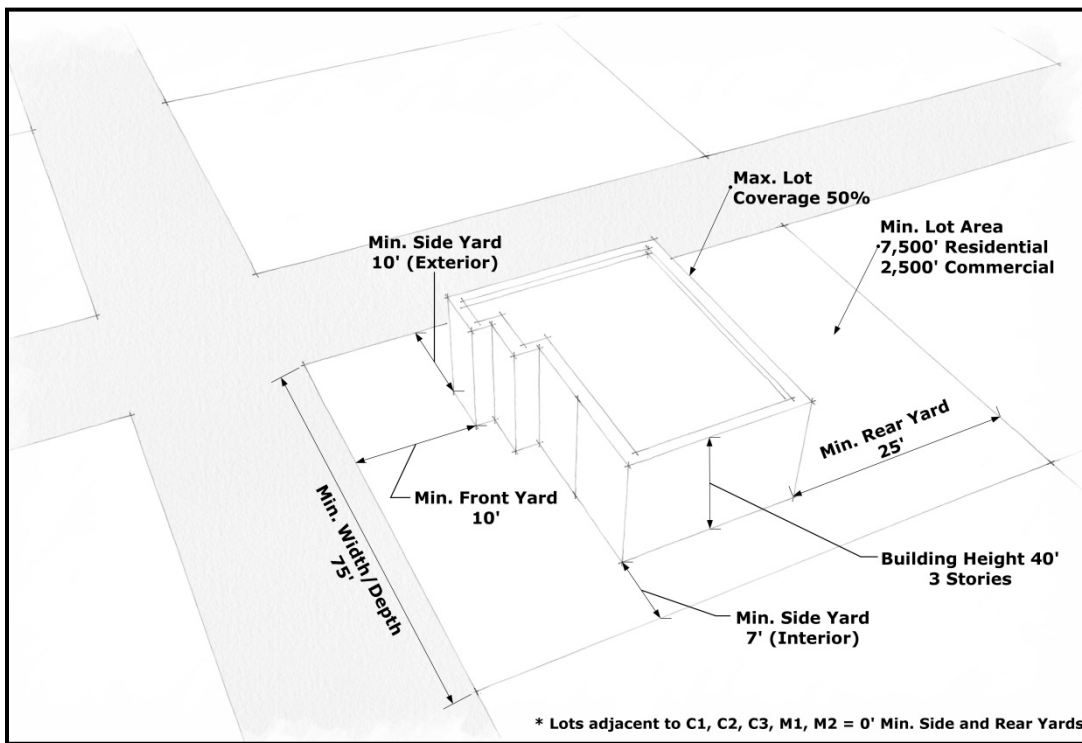 Max. Lot
Coverage 50%
Min. Side Yard
10' (Exterior)
Min. Lot Area
7,500' Residential
2,500' Commercial
Min. Rear Yard
25'
Min. Front Yard
10'
Min. Width/Depth
75'
Building Height 40'
3 Stories
Min. Side Yard
7' (Interior)
* Lots adjacent to C1, C2, C3, M1, M2 = 0' Min. Side and Rear Yards